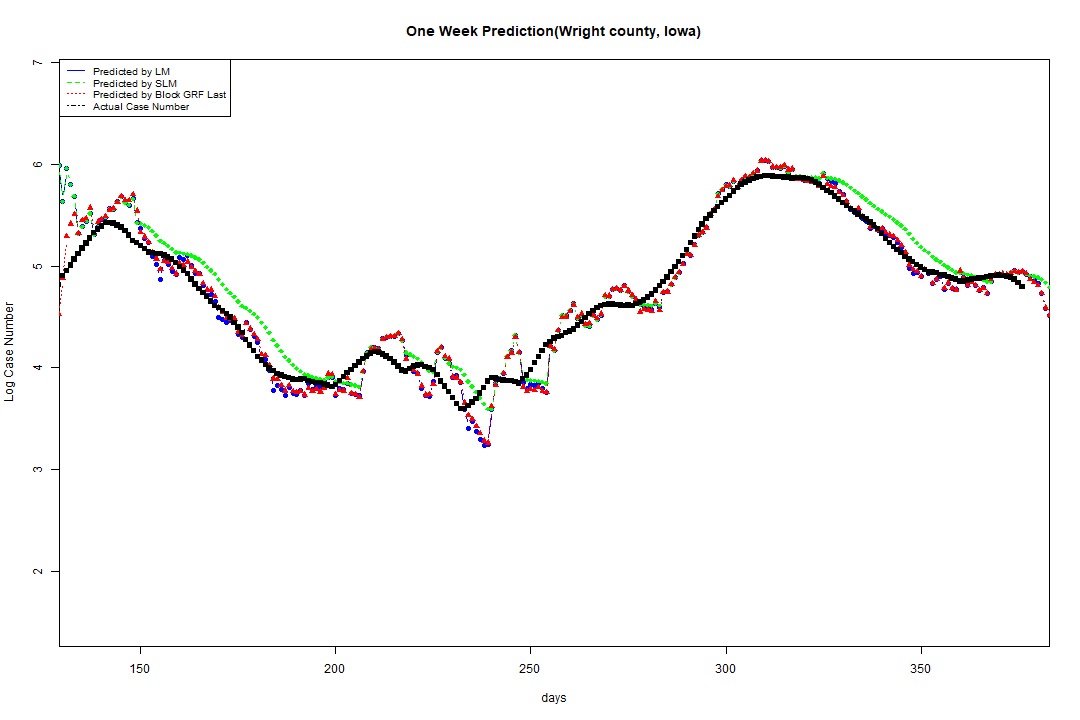 One Week Prediction(Wright county, Iowa)
Predicted by LM
Predicted by SLM
Predicted by Block GRF Last
Actual Case Number
Log Case Number
7
6
5
4
3
2
150 200 250 300 350
days